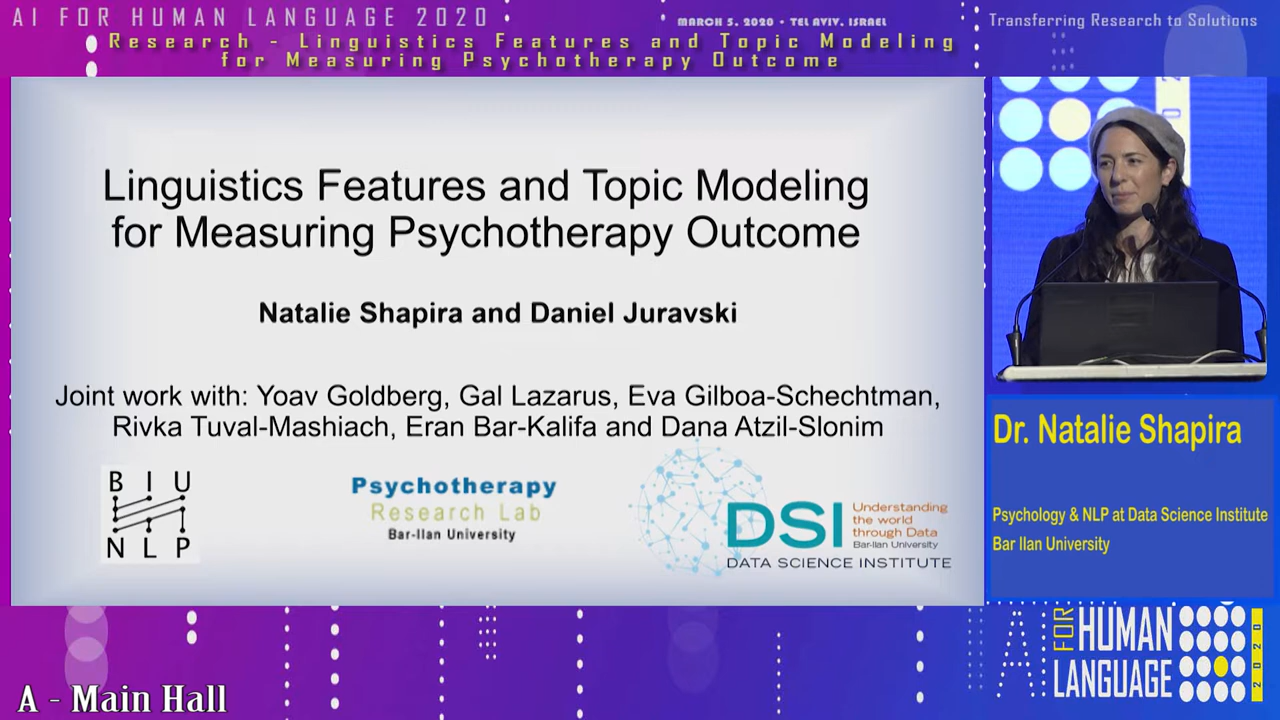 AI FOR HUMAN LANGUAGE 2020
MARCH 5, 2020 - TEL AVIV, ISRAEL
Transferring Research to Solutions
Research - Linguistics Features and Topic Modeling
for Measuring Psychotherapy Outcome
Linguistics Features and Topic Modeling
for Measuring Psychotherapy Outcome
Natalie Shapira and Daniel Juravski
Joint work with: Yoav Goldberg, Gal Lazarus, Eva Gilboa-Schechtman,
Rivka Tuval-Mashiach, Eran Bar-Kalifa and Dana Atzil-Slonim
B I U
N L P
Psychotherapy
Research Lab
Bar-Ilan University
DSI
Understanding
the world
through Data
Bar-Ilan University
DATA SCIENCE INSTITUTE
Dr. Natalie Shapira
Psychology & NLP at Data Science Institute
Bar Ilan University
A - Main Hall
AI FOR HUMAN
LANGUAGE
2020